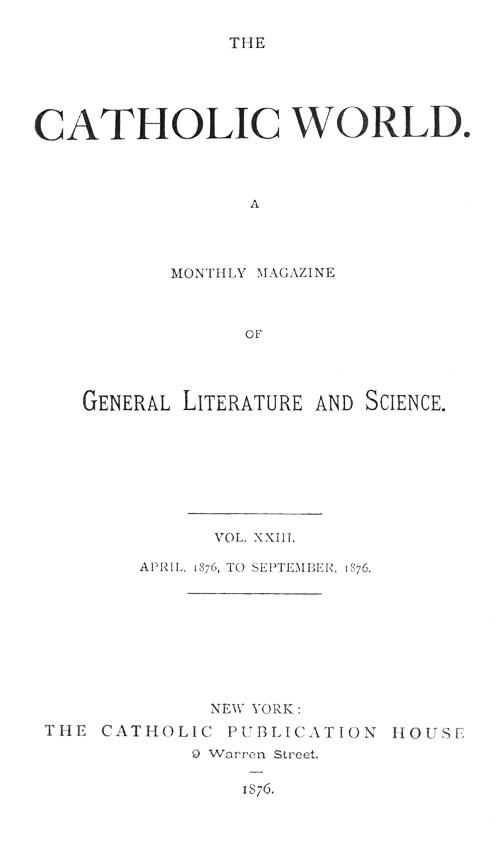 THE
CATHOLIC WORLD.
A
MONTHLY MAGAZINE
OF
GENERAL LITERATURE AND SCIENCE.
VOL. XXIII.
APRIL, 1876, TO SEPTEMBER, 1876.
NEW YORK:
THE CATHOLIC PUBLICATION HOUSE
9 Warren Street.
1876.